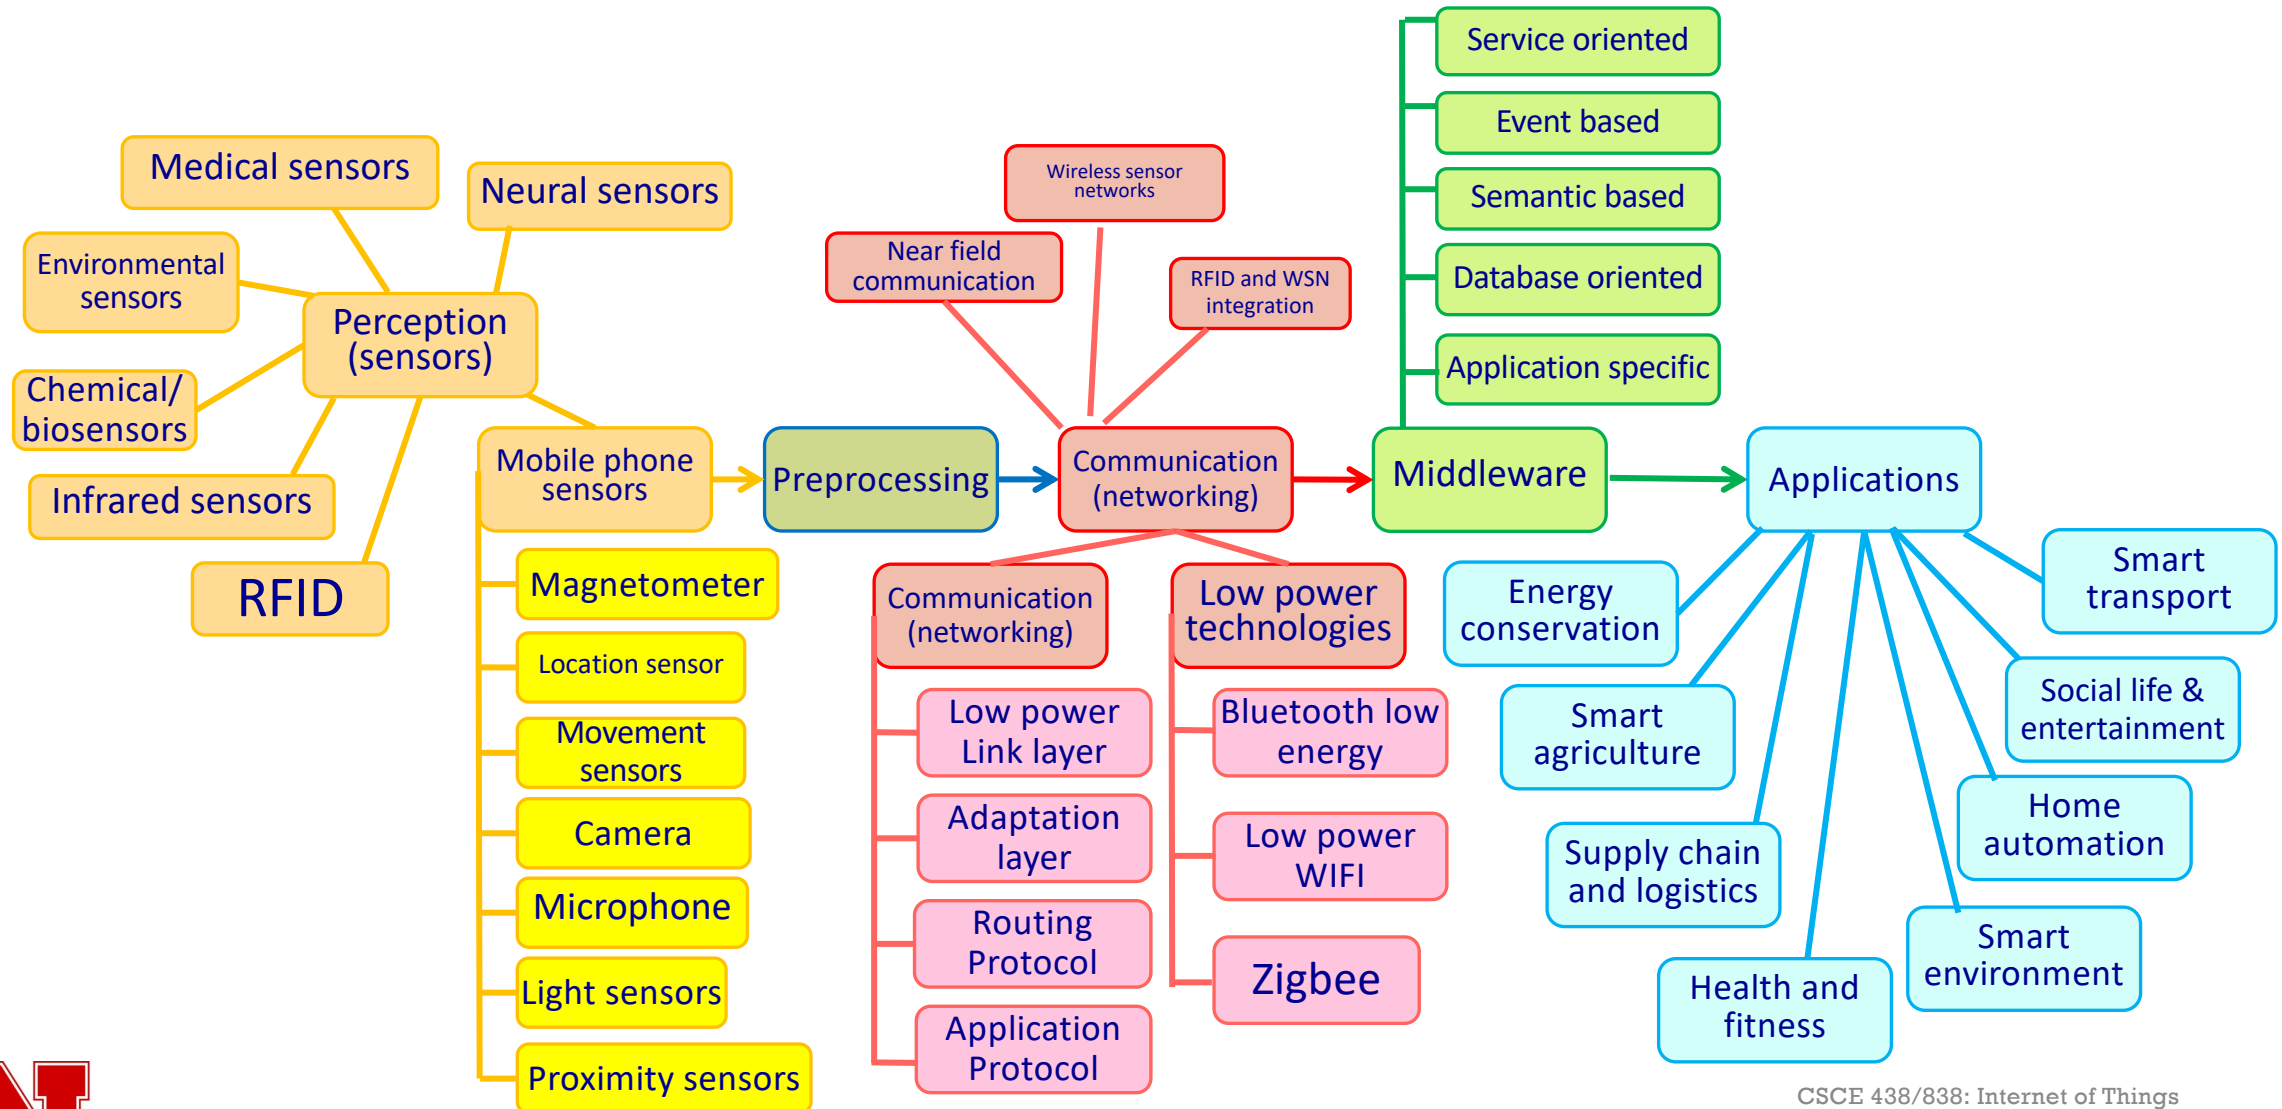 Service oriented
Event based
Semantic based
Database oriented
Application specific
Medical sensors
Neural sensors
Environmental
sensors
Perception
(sensors)
Chemical/
biosensors
Infrared sensors
RFID
Wireless sensor
networks
Near field
communication
RFID and WSN
integration
Mobile phone
sensors
Preprocessing
Communication
(networking)
Middleware
Applications
Magnetometer
Location sensor
Movement
sensors
Camera
Microphone
Light sensors
Proximity sensors
Communication
(networking)
Low power
Link layer
Adaptation
layer
Routing
Protocol
Application
Protocol
Low power
technologies
Bluetooth low
energy
Low power
WIFI
Zigbee
Energy
conservation
Smart
agriculture
Supply chain
and logistics
Health and
fitness
Smart
environment
Home
automation
Social life &
entertainment
Smart
transport
N
CSCE 438/838: Internet of Things